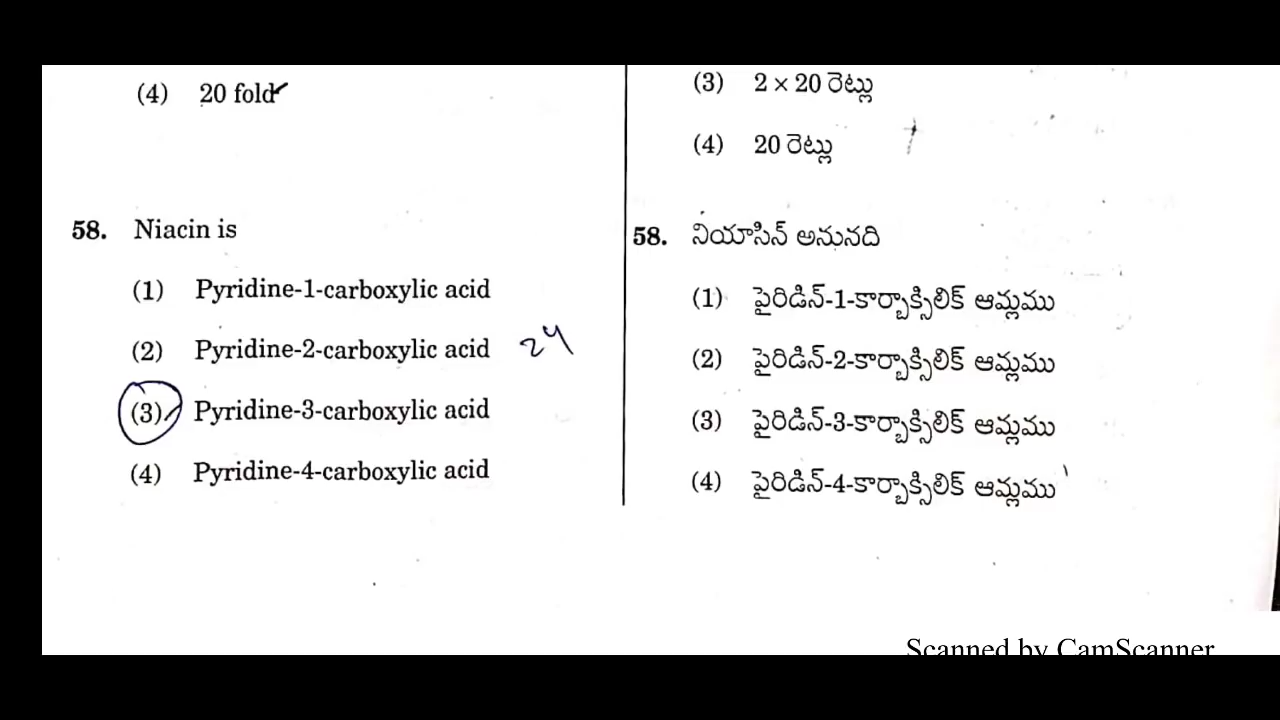 (4) 20 fold
58. Niacin is
(1) Pyridine-1-carboxylic acid
(2) Pyridine-2-carboxylic acid 24
(3) Pyridine-3-carboxylic acid
(4) Pyridine-4-carboxylic acid
(3) 2 × 20 రెట్లు
(4) 20 రెట్లు
58. నియాసిన్ అనునది
(1) పైరిడిన్-1-కార్బాక్సిలిక్ ఆమ్లము
(2) పైరిడిన్-2-కార్బాక్సిలిక్ ఆమ్లము
(3) పైరిడిన్-3-కార్బాక్సిలిక్ ఆమ్లము
(4) పైరిడిన్-4-కార్బాక్సిలిక్ ఆమ్లము
Scanned by CamScanner